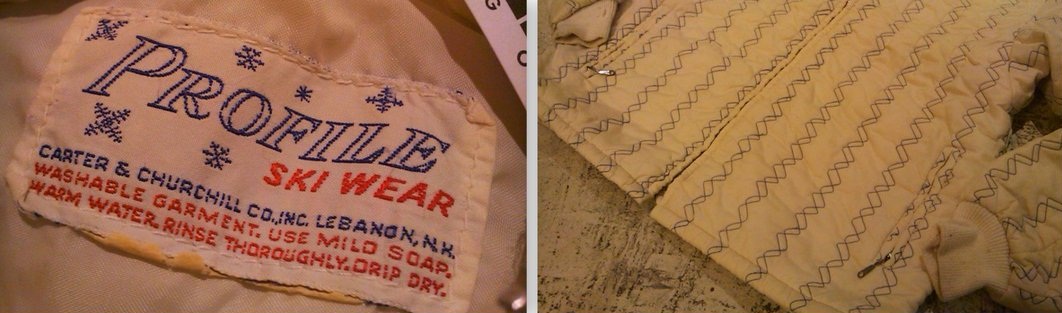 PROFILE
SKI WEAR
CARTER & CHURCHILL CO., INC. LEBANON, N.H.
WASHABLE GARMENT. USE MILD SOAP.
WARM WATER. RINSE THOROUGHLY. DRIP DRY.